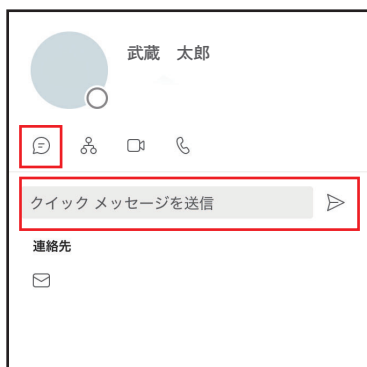 武蔵　太郎
クイック メッセージを送信
連絡先